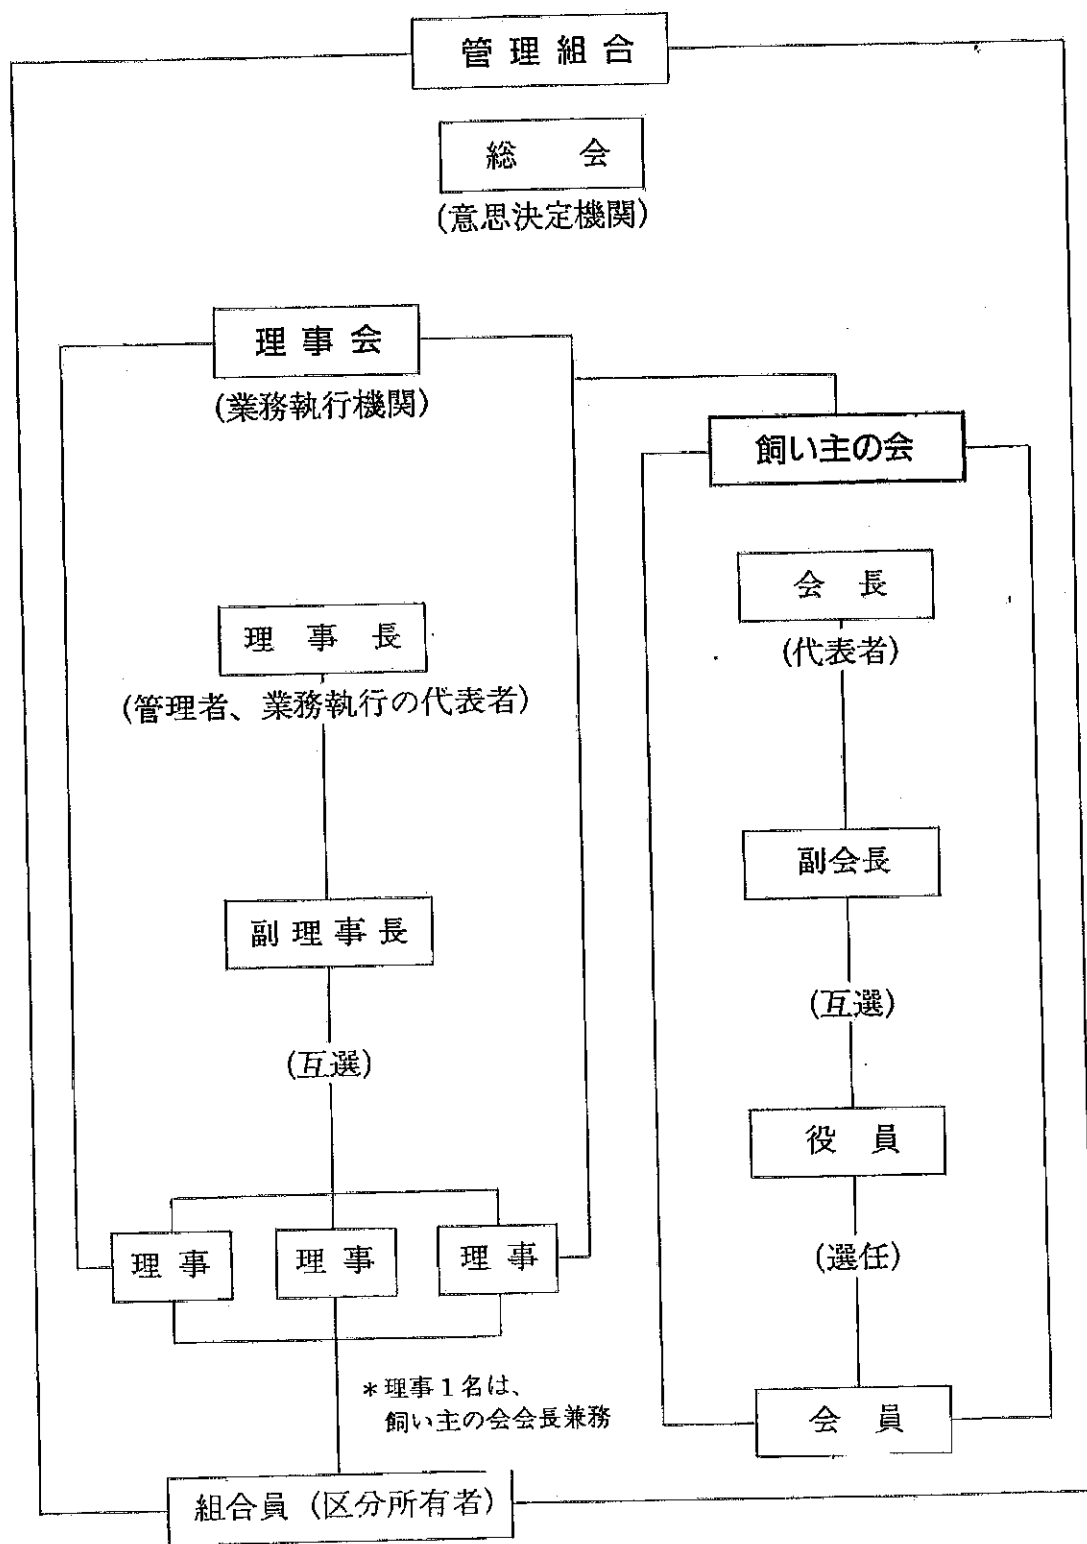 管理組合
総会
(意思決定機関)
理事会
(業務執行機関)
理事長
(管理者、業務執行の代表者)
副理事長
(互選)
理事
理事
理事
*理事1名は、
飼い主の会会長兼務
組合員(区分所有者)
飼い主の会
会長
(代表者)
副会長
(互選)
役員
(選任)
会員